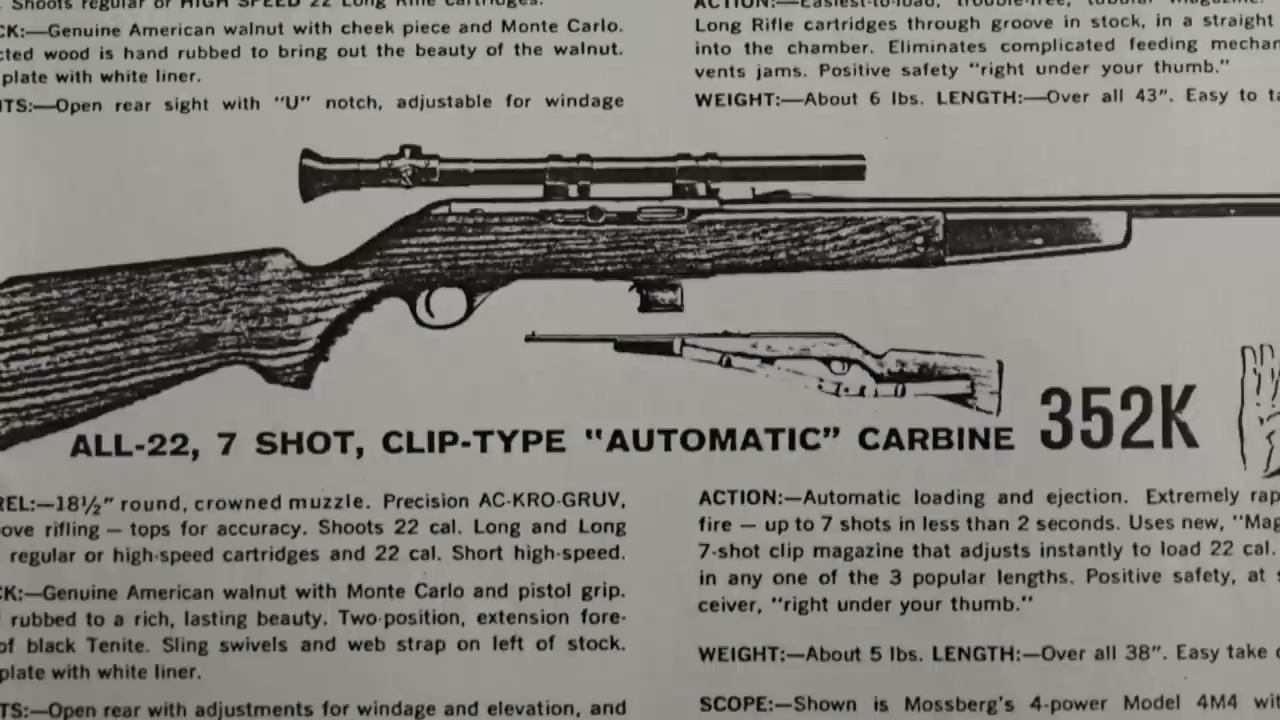 . Shoots regular or HIGH SPEED 22 Long Rifle cartridges.
CK:—Genuine American walnut with cheek piece and Monte Carlo.
cted wood is hand rubbed to bring out the beauty of the walnut.
plate with white liner.
TS:—Open rear sight with "U" notch, adjustable for windage
ACTION:—Easiest-to-load, trouble-free, tubular magazine.
Long Rifle cartridges through groove in stock, in a straight
into the chamber. Eliminates complicated feeding mechan
vents jams. Positive safety "right under your thumb."
WEIGHT:—About 6 lbs. LENGTH:—Over all 43". Easy to ta
ALL-22, 7 SHOT, CLIP-TYPE "AUTOMATIC" CARBINE 352K
REL:—18½" round, crowned muzzle. Precision AC-KRO-GRUV,
ove rifling — tops for accuracy. Shoots 22 cal. Long and Long
regular or high-speed cartridges and 22 cal. Short high-speed.
CK:—Genuine American walnut with Monte Carlo and pistol grip.
rubbed to a rich, lasting beauty. Two-position, extension fore-
of black Tenite. Sling swivels and web strap on left of stock.
plate with white liner.
TS:—Open rear with adjustments for windage and elevation, and
ACTION:—Automatic loading and ejection. Extremely rap
fire — up to 7 shots in less than 2 seconds. Uses new, "Mag
7-shot clip magazine that adjusts instantly to load 22 cal.
in any one of the 3 popular lengths. Positive safety, at
ceiver, "right under your thumb."
WEIGHT:—About 5 lbs. LENGTH:—Over all 38". Easy take
SCOPE:—Shown is Mossberg's 4-power Model 4M4 wit